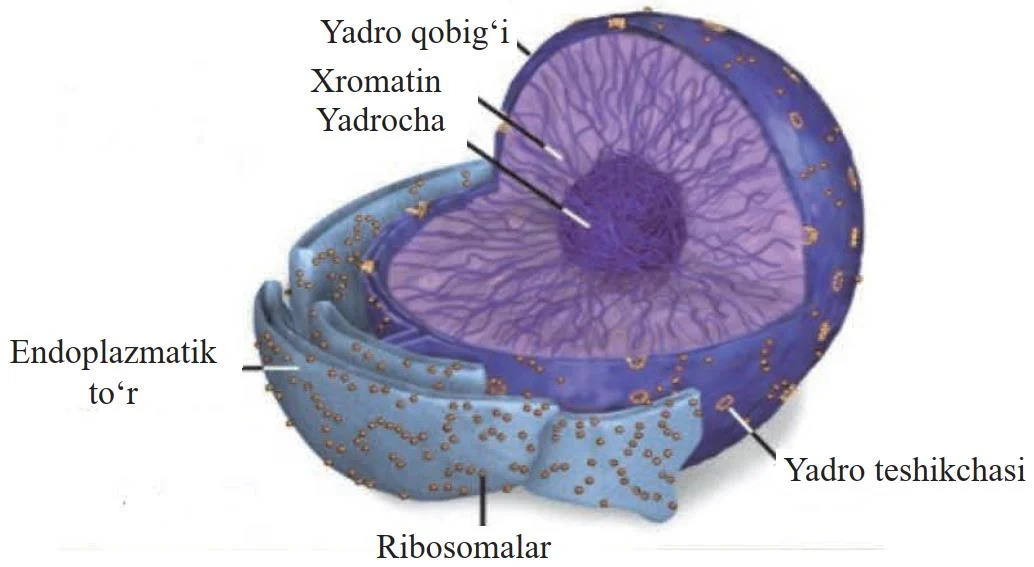 Yadro qobig‘i
Xromatin
Yadrocha
Endoplazmatik
to‘r
Yadro teshikchasi
Ribosomalar